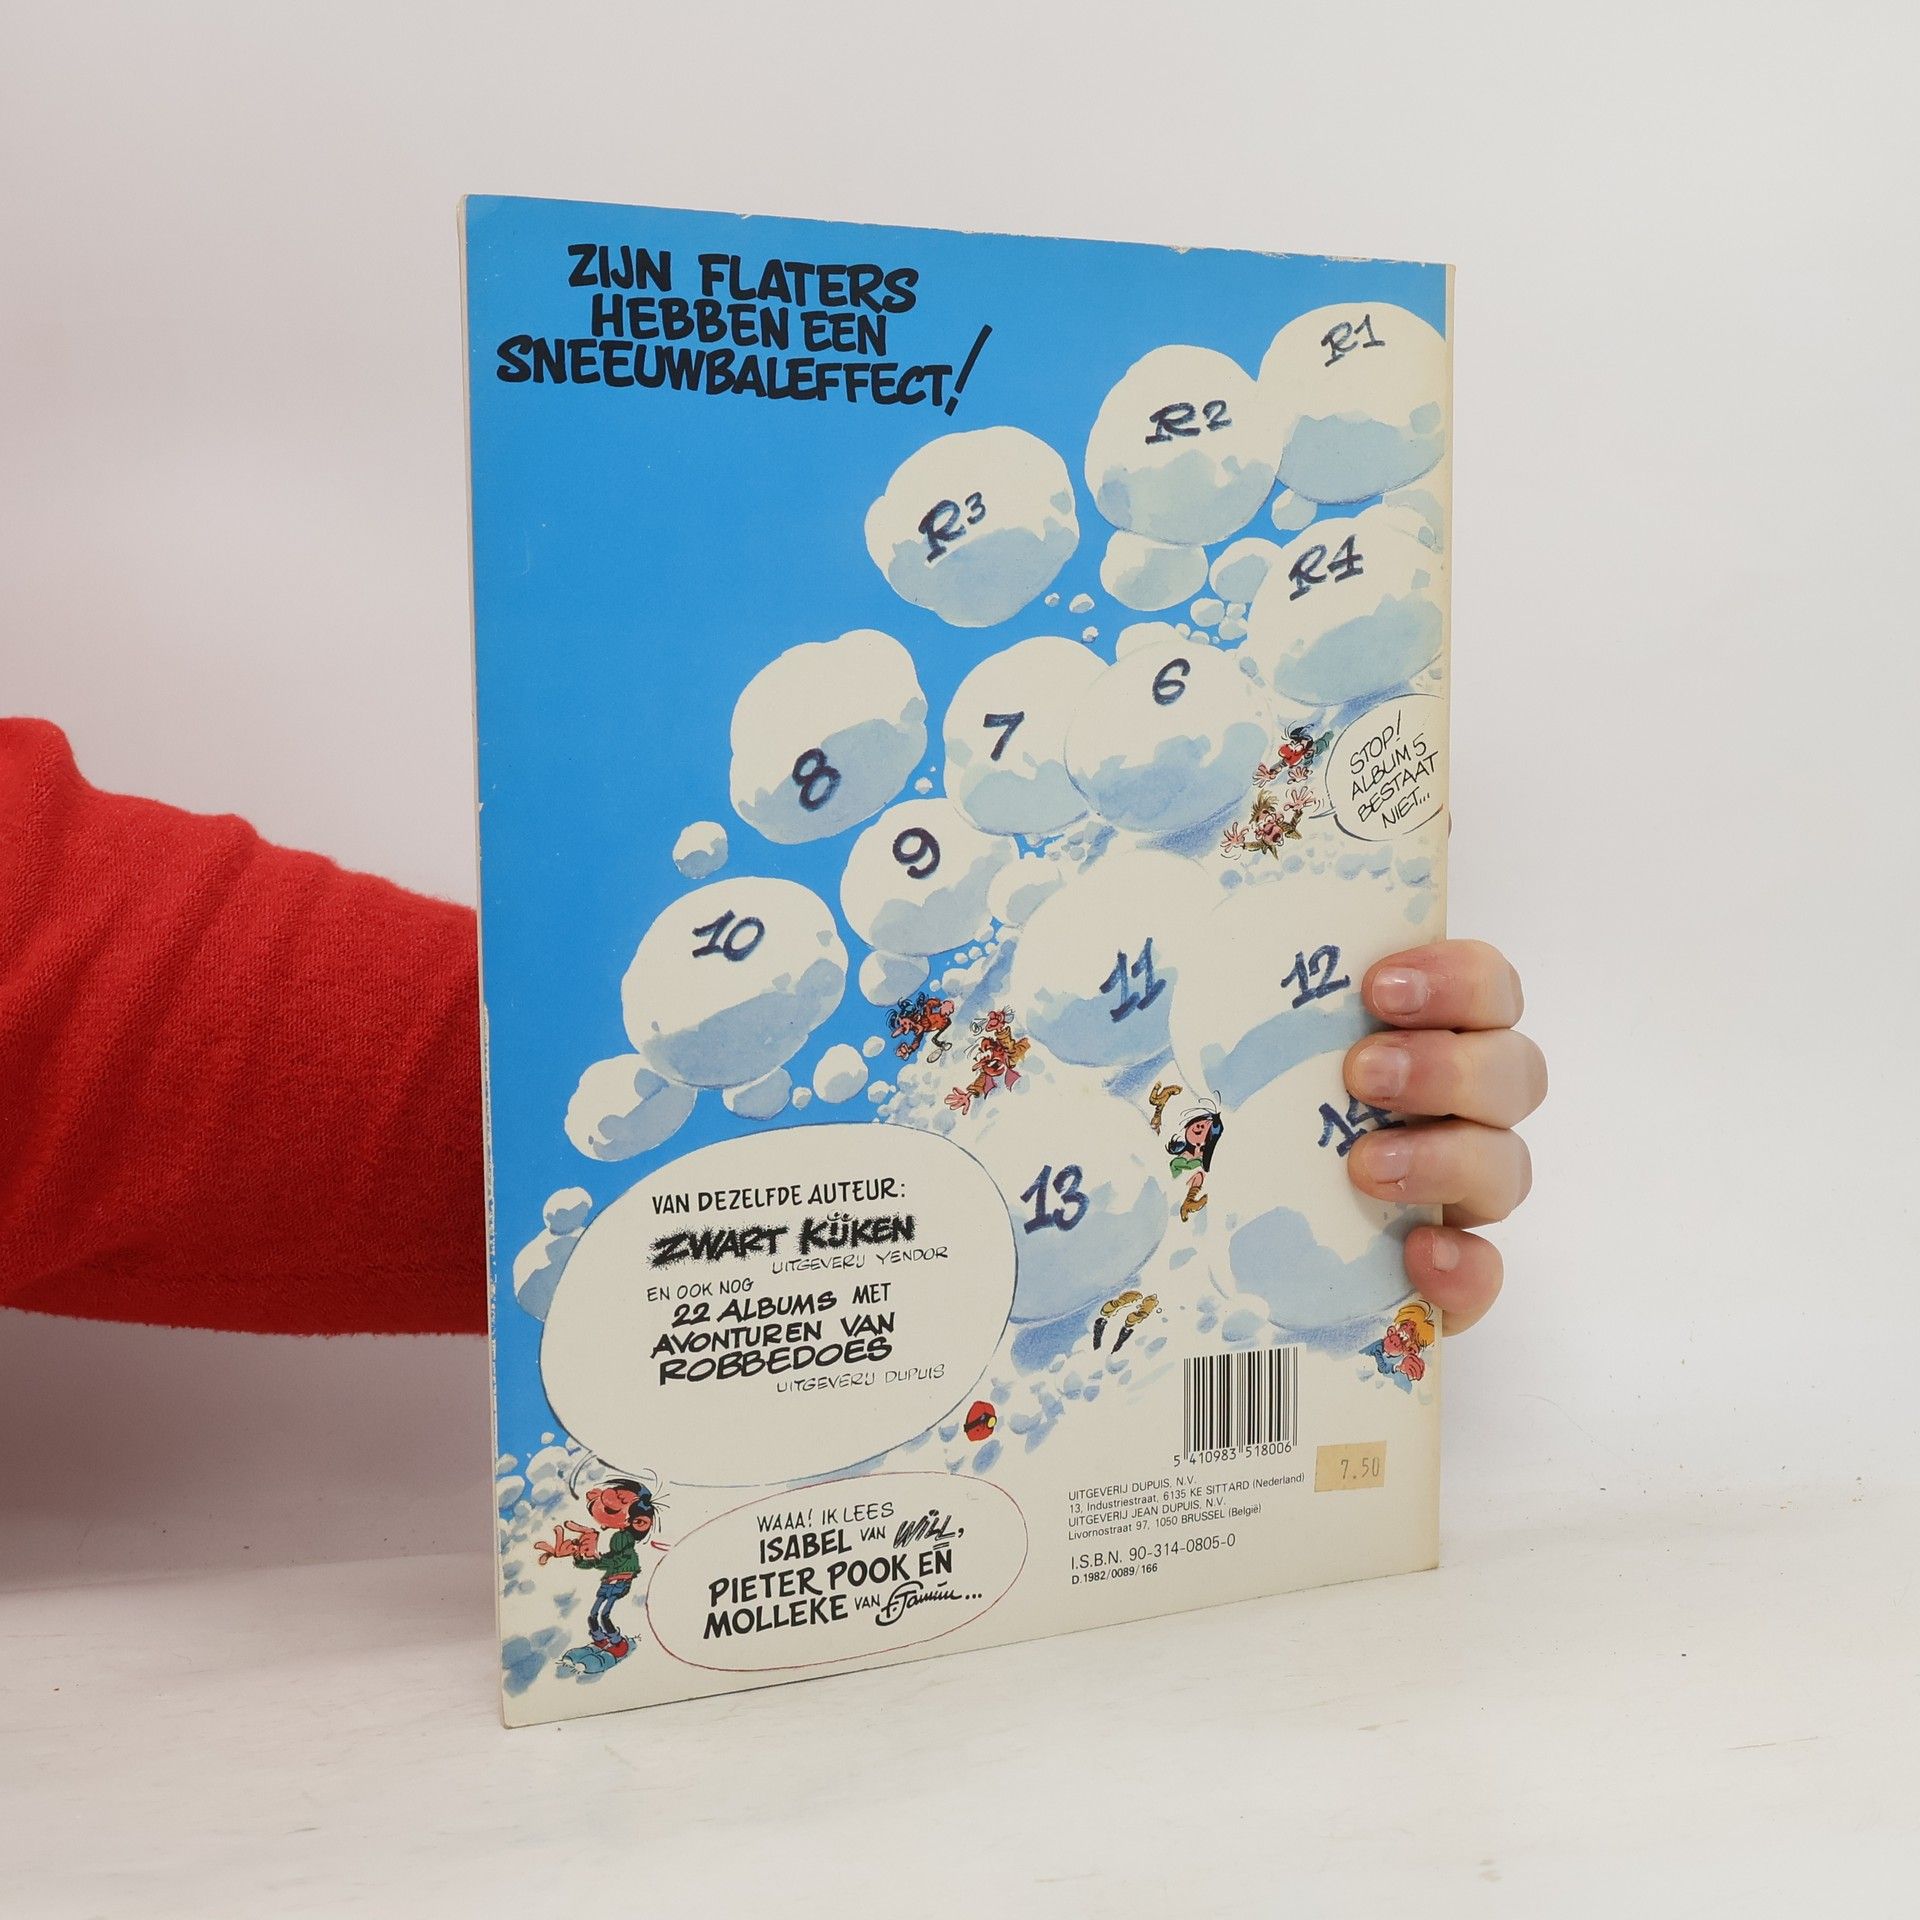 ZIJN FLATERS
HEBBEN EEN
SNEEUWBALEFFECT!
R1
R2
R3
R4
6
7
8
STOP!
ALBUM 5
BESTAAT
NIET...
9
10
11
12
14
13
VAN DEZELFDE AUTEUR:
ZWART KIJKEN
UITGEVERIJ YENDOR
EN OOK NOG
22 ALBUMS MET
AVONTUREN VAN
ROBBEDOES
UITGEVERIJ DUPUIS
WAAA! IK LEES
ISABEL VAN WILL,
PIETER POOK EN
MOLLEKE VAN F. Tamim...
5 410983 518006
7.50
UITGEVERIJ DUPUIS, N.V.
13, Industriestraat, 6135 KE SITTARD (Nederland)
UITGEVERIJ JEAN DUPUIS, N.V.
Livornostraat 97, 1050 BRUSSEL (België)
I.S.B.N. 90-314-0805-0
D.1982/0089/166